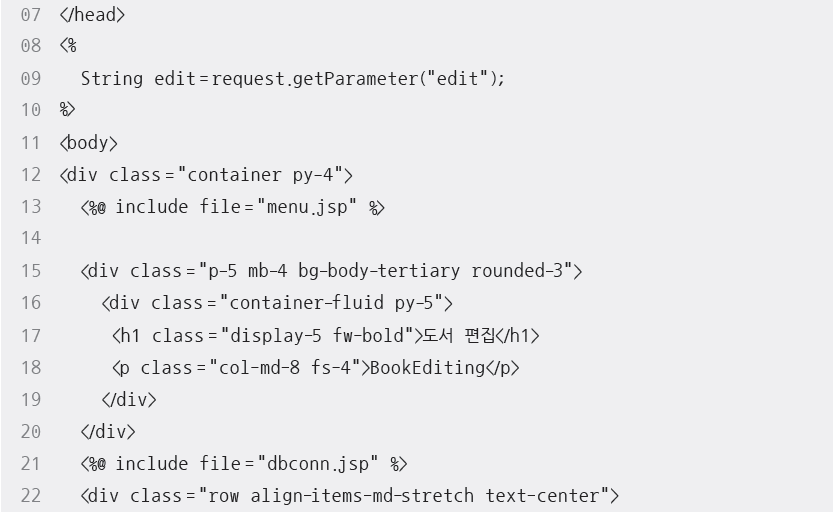 07 </head>
08 <%
09   String edit=request.getParameter("edit");
10 %>
11 <body>
12 <div class="container py-4">
13   <%@ include file="menu.jsp" %>
14
15   <div class="p-5 mb-4 bg-body-tertiary rounded-3">
16     <div class="container-fluid py-5">
17      <h1 class="display-5 fw-bold">도서 편집</h1>
18      <p class="col-md-8 fs-4">BookEditing</p>
19     </div>
20   </div>
21   <%@ include file="dbconn.jsp" %>
22   <div class="row align-items-md-stretch text-center">